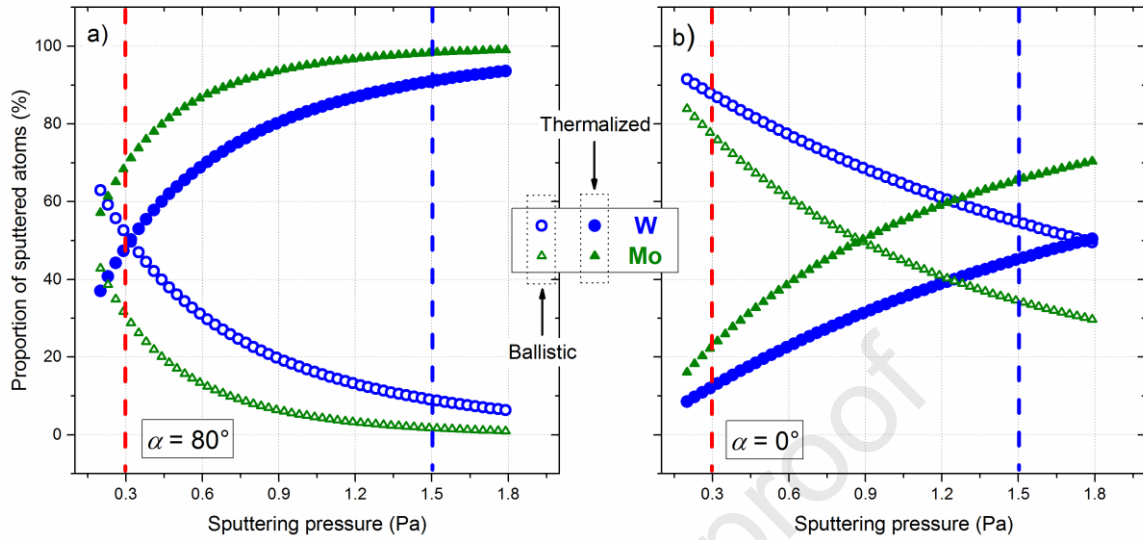 a)
b)
Proportion of sputtered atoms (%)
100
80
60
40
20
0
α = 80°
α = 0°
Thermalized
W
Mo
Ballistic
0.3 0.6 0.9 1.2 1.5 1.8
0.3 0.6 0.9 1.2 1.5 1.8
Sputtering pressure (Pa)
Sputtering pressure (Pa)
proof